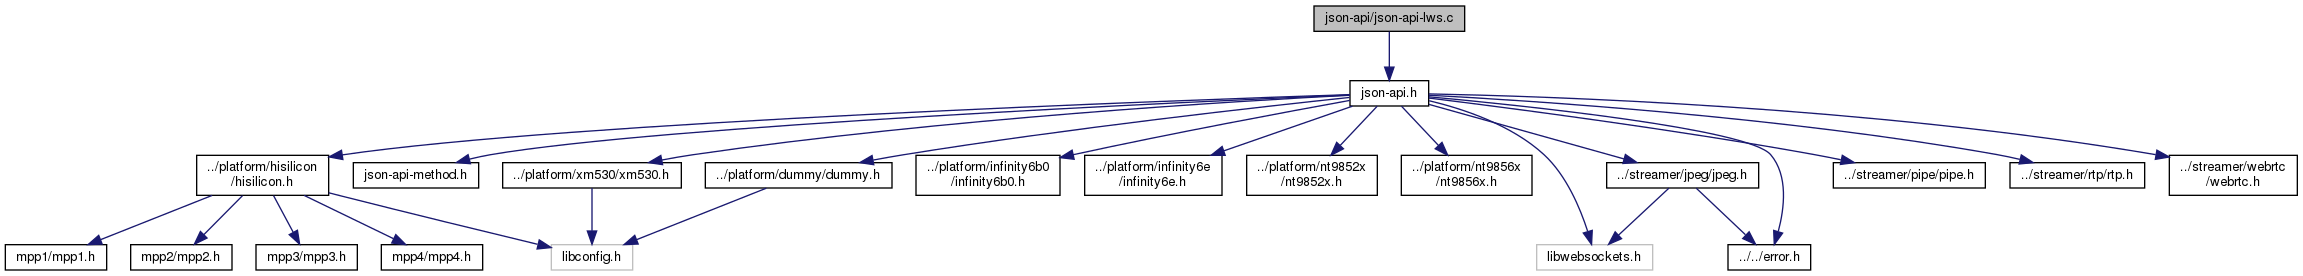 json-api/json-api-lws.c
json-api.h
../platform/hisilicon
/hisilicon.h
json-api-method.h
../platform/xm530/xm530.h
../platform/dummy/dummy.h
../platform/infinity6b0
/infinity6b0.h
../platform/infinity6e
/infinity6e.h
../platform/nt9852x
/nt9852x.h
../platform/nt9856x
/nt9856x.h
../streamer/jpeg/jpeg.h
../streamer/pipe/pipe.h
../streamer/rtp/rtp.h
../streamer/webrtc
/webrtc.h
mpp1/mpp1.h
mpp2/mpp2.h
mpp3/mpp3.h
mpp4/mpp4.h
libconfig.h
libwebsockets.h
../../error.h